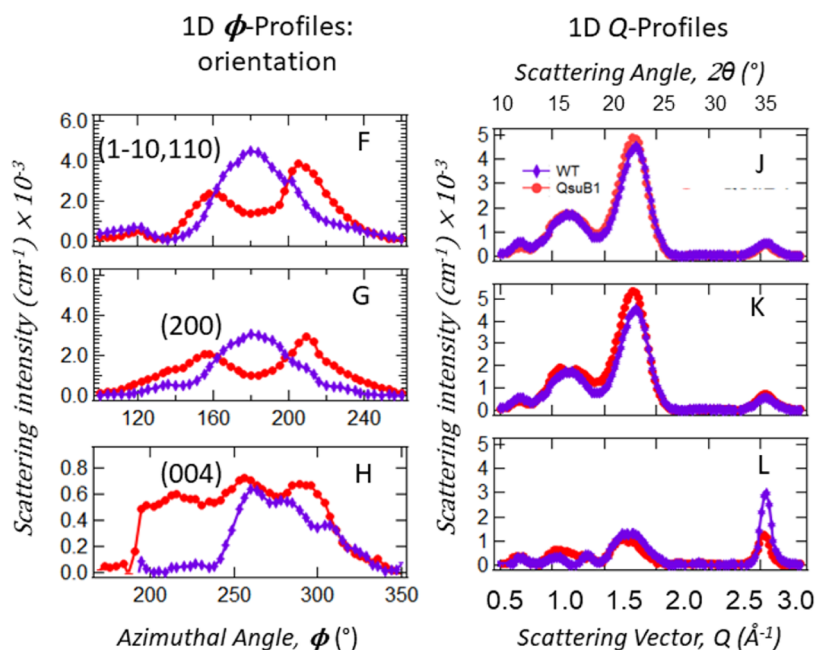 1D ϕ-Profiles:
orientation
1D Q-Profiles
Scattering Angle, 2θ (°)
10 15 20 25 30 35
Scattering intensity (cm⁻¹) × 10⁻³
6.0
4.0
2.0
0.0
(1-10,110)
F
6.0
4.0
2.0
0.0
(200)
G
120 160 200 240
0.8
0.6
0.4
0.2
0.0
(004)
H
200 250 300 350
Azimuthal Angle, ϕ (°)
Scattering intensity (cm⁻¹) × 10⁻³
5
4
3
2
1
0
WT
QsuB1
J
5
4
3
2
1
0
K
5
4
3
2
1
0
L
0.5 1.0 1.5 2.0 2.5 3.0
Scattering Vector, Q (Å⁻¹)